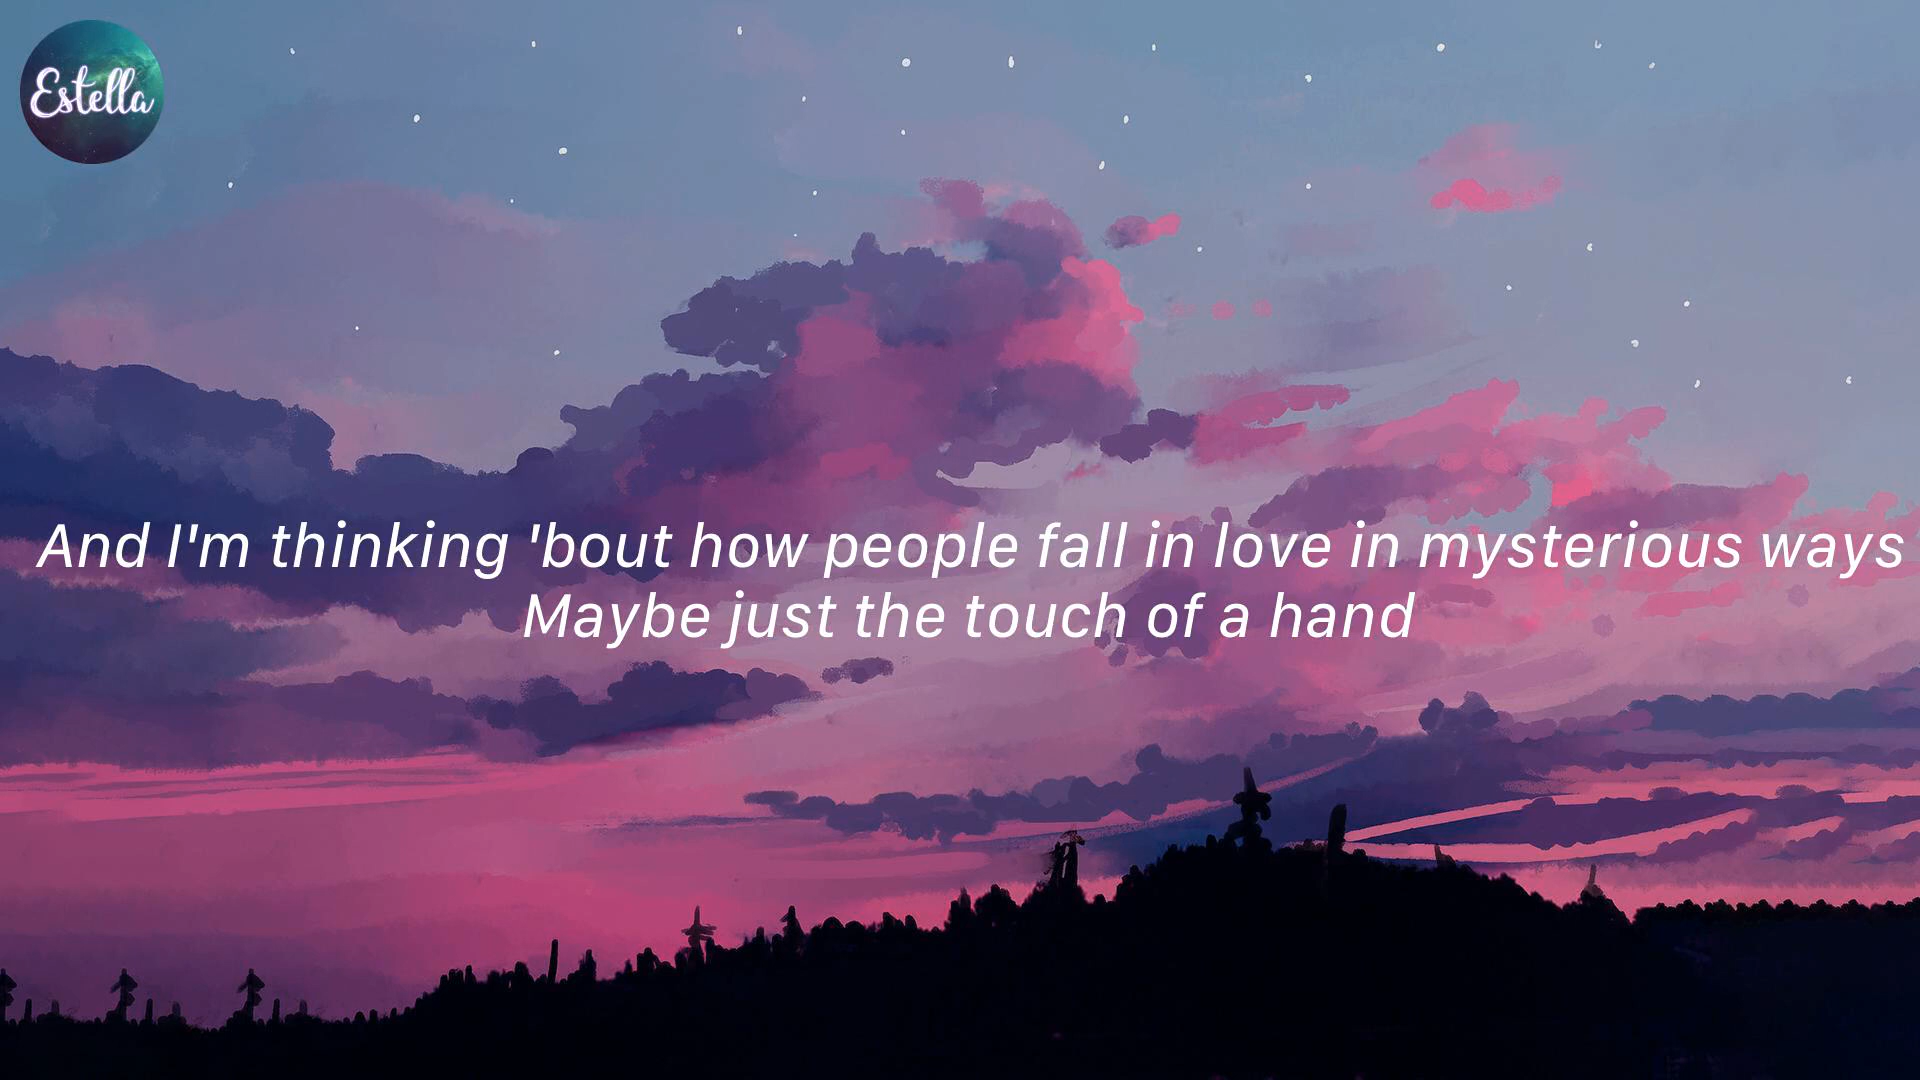 Estella
And I'm thinking 'bout how people fall in love in mysterious ways
Maybe just the touch of a hand